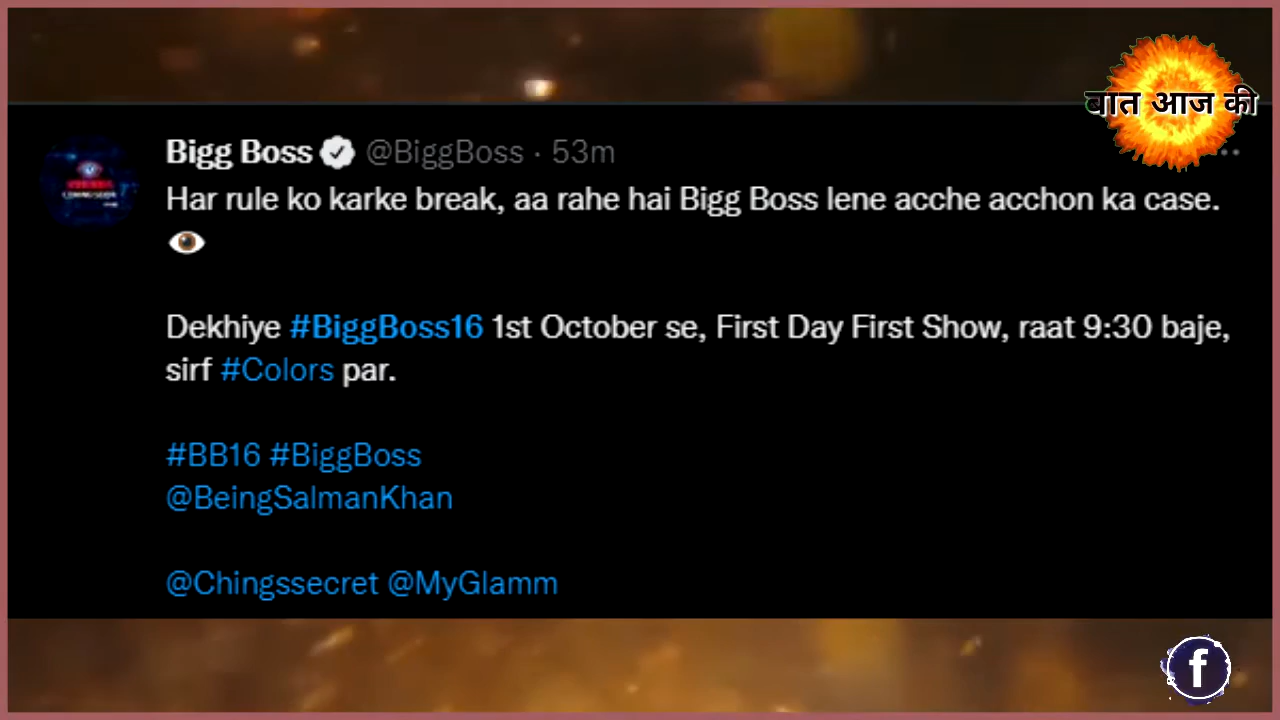 बात आज की
Bigg Boss @BiggBoss · 53m
Har rule ko karke break, aa rahe hai Bigg Boss lene acche acchon ka case.
Dekhiye #BiggBoss16 1st October se, First Day First Show, raat 9:30 baje,
sirf #Colors par.
#BB16 #BiggBoss
@BeingSalmanKhan
@Chingssecret @MyGlamm
f